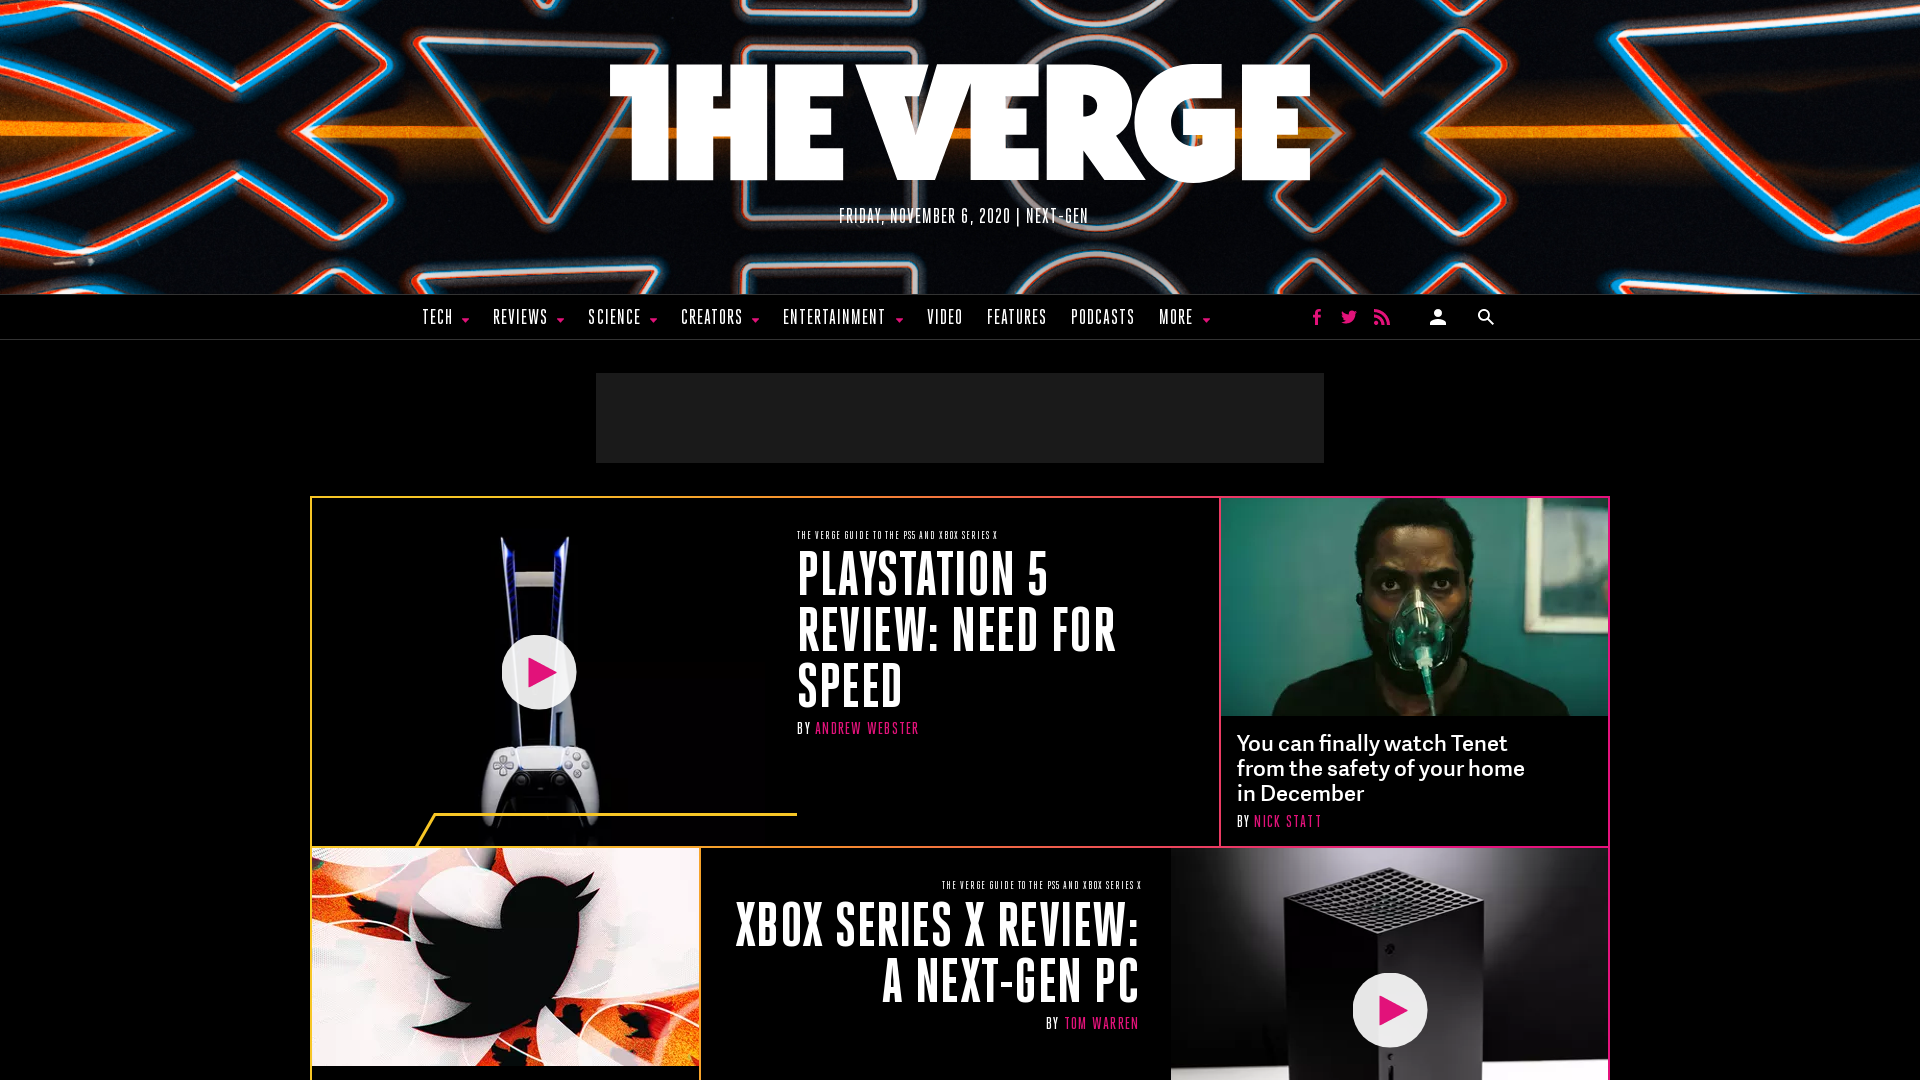 THE VERGE
FRIDAY, NOVEMBER 6, 2020 | NEXT-GEN
TECH REVIEWS SCIENCE CREATORS ENTERTAINMENT VIDEO FEATURES PODCASTS MORE
THE VERGE GUIDE TO THE PS5 AND XBOX SERIES X
PLAYSTATION 5
REVIEW: NEED FOR
SPEED
BY ANDREW WEBSTER
You can finally watch Tenet
from the safety of your home
in December
BY NICK STATT
THE VERGE GUIDE TO THE PS5 AND XBOX SERIES X
XBOX SERIES X REVIEW:
A NEXT-GEN PC
BY TOM WARREN